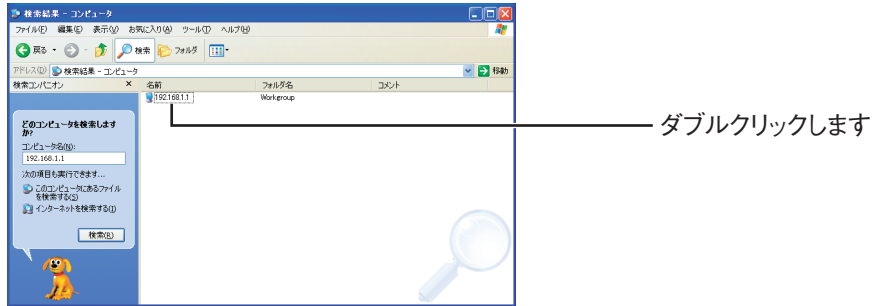 検索結果 - コンピュータ
ファイル(F) 編集(E) 表示(V) お気に入り(A) ツール(T) ヘルプ(H)
戻る 検索 フォルダ
アドレス(D) 検索結果 - コンピュータ 移動
検索コンパニオン × 名前 フォルダ名 コメント
192.168.1.1 Workgroup
ダブルクリックします
どのコンピュータを検索します
か?
コンピュータ名(N):
192.168.1.1
次の項目も実行できます...
このコンピュータにあるファイル
を検索する(S)
インターネットを検索する(I)
検索(R)